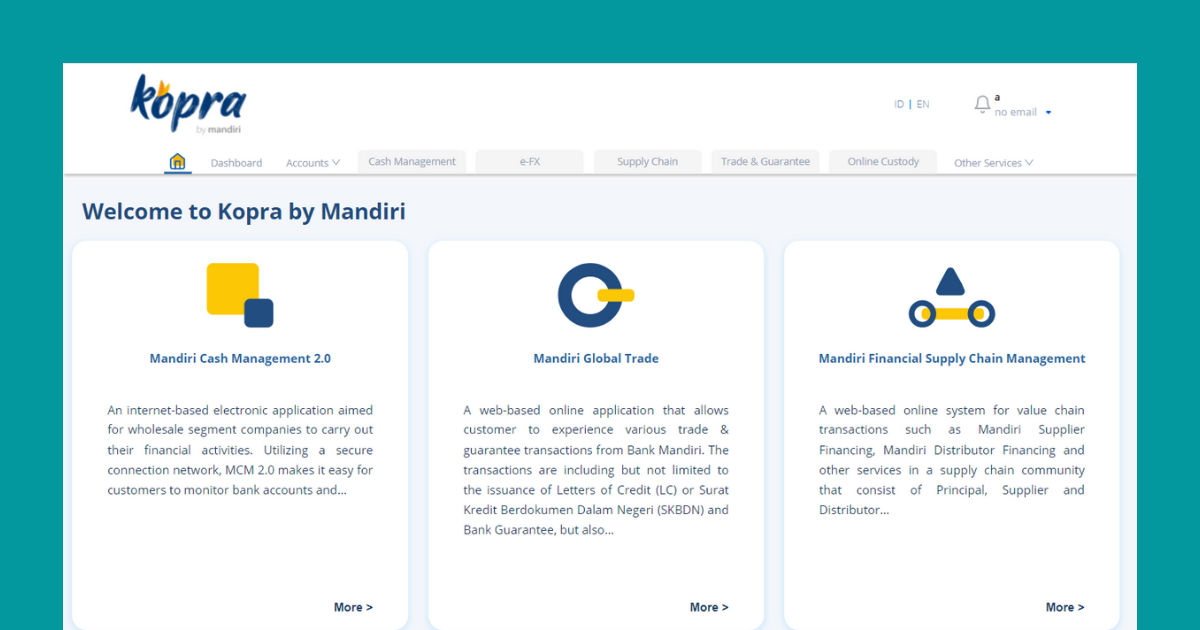 kopra
by mandiri
ID | EN
a
no email
Dashboard
Accounts
Cash Management
e-FX
Supply Chain
Trade & Guarantee
Online Custody
Other Services
Welcome to Kopra by Mandiri
Mandiri Cash Management 2.0
An internet-based electronic application aimed
for wholesale segment companies to carry out
their financial activities. Utilizing a secure
connection network, MCM 2.0 makes it easy for
customers to monitor bank accounts and...
More >
Mandiri Global Trade
A web-based online application that allows
customer to experience various trade &
guarantee transactions from Bank Mandiri. The
transactions are including but not limited to
the issuance of Letters of Credit (LC) or Surat
Kredit Berdokumen Dalam Negeri (SKBDN) and
Bank Guarantee, but also...
More >
Mandiri Financial Supply Chain Management
A web-based online system for value chain
transactions such as Mandiri Supplier
Financing, Mandiri Distributor Financing and
other services in a supply chain community
that consist of Principal, Supplier and
Distributor...
More >